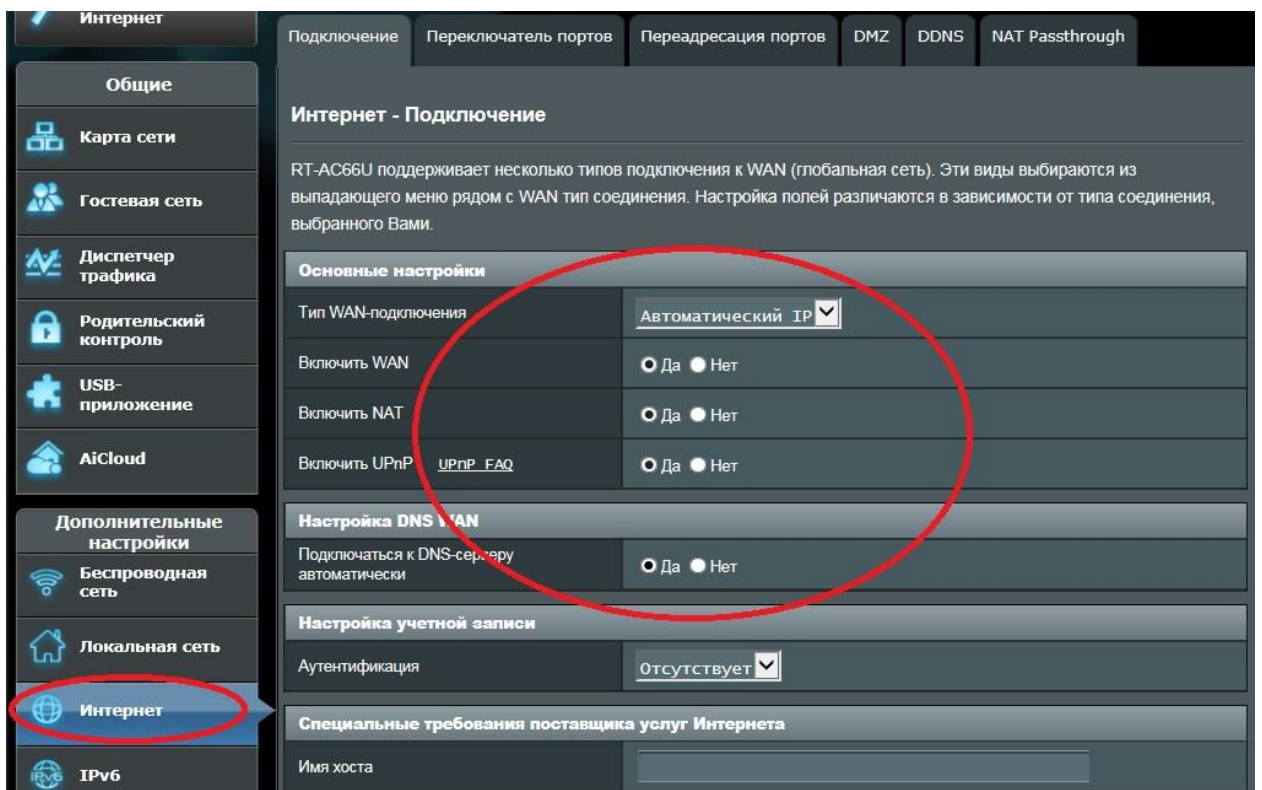 Интернет
Общие
Карта сети
Гостевая сеть
Диспетчер
трафика
Родительский
контроль
USB-
приложение
AiCloud
Дополнительные
настройки
Беспроводная
сеть
Локальная сеть
Интернет
IPv6
Подключение Переключатель портов Переадресация портов DMZ DDNS NAT Passthrough
Интернет - Подключение
RT-AC66U поддерживает несколько типов подключения к WAN (глобальная сеть). Эти виды выбираются из
выпадающего меню рядом с WAN тип соединения. Настройка полей различаются в зависимости от типа соединения,
выбранного Вами.
Основные настройки
Тип WAN-подключения Автоматический IP
Включить WAN Да Нет
Включить NAT Да Нет
Включить UPnP UPnP FAQ Да Нет
Настройка DNS WAN
Подключаться к DNS-серверу
автоматически Да Нет
Настройка учетной записи
Аутентификация Отсутствует
Специальные требования поставщика услуг Интернета
Имя хоста